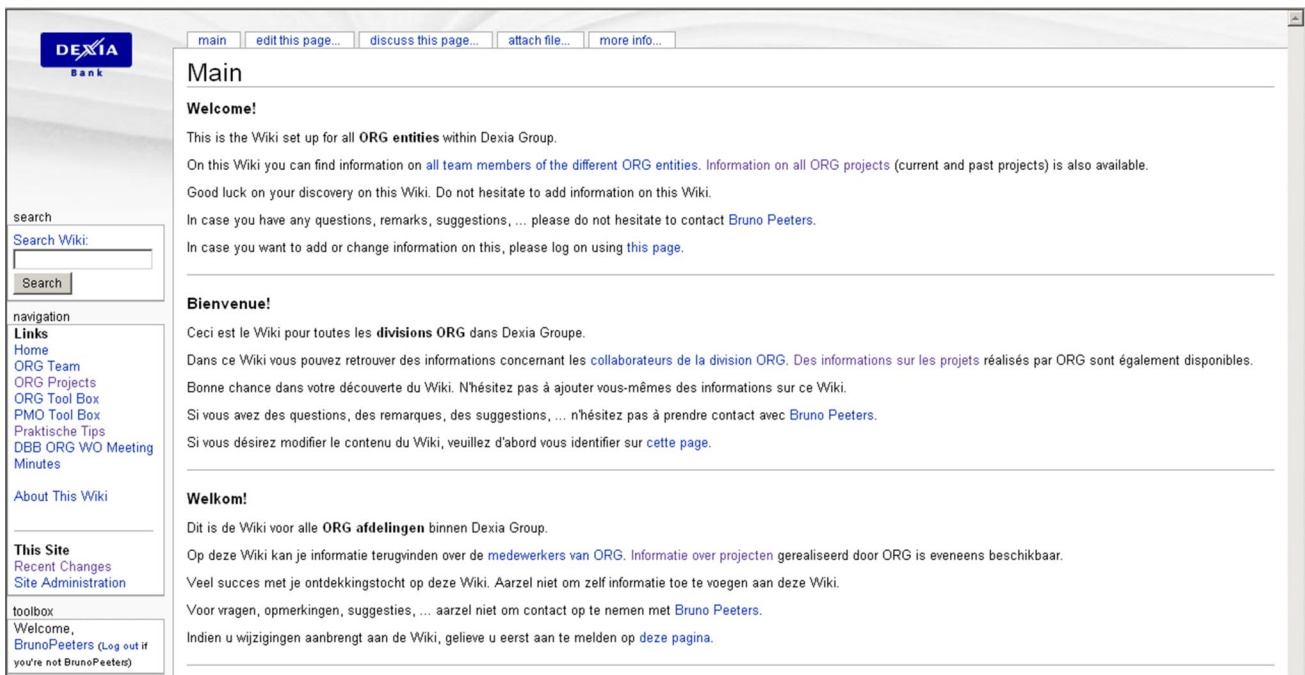 DEXIA
Bank
main
edit this page...
discuss this page...
attach file...
more info...
Main
Welcome!
This is the Wiki set up for all ORG entities within Dexia Group.
On this Wiki you can find information on all team members of the different ORG entities. Information on all ORG projects (current and past projects) is also available.
Good luck on your discovery on this Wiki. Do not hesitate to add information on this Wiki.
In case you have any questions, remarks, suggestions, ... please do not hesitate to contact Bruno Peeters.
In case you want to add or change information on this, please log on using this page.
Bienvenue!
Ceci est le Wiki pour toutes les divisions ORG dans Dexia Groupe.
Dans ce Wiki vous pouvez retrouver des informations concernant les collaborateurs de la division ORG. Des informations sur les projets réalisés par ORG sont également disponibles.
Bonne chance dans votre découverte du Wiki. N'hésitez pas à ajouter vous-mêmes des informations sur ce Wiki.
Si vous avez des questions, des remarques, des suggestions, ... n'hésitez pas à prendre contact avec Bruno Peeters.
Si vous désirez modifier le contenu du Wiki, veuillez d'abord vous identifier sur cette page.
Welkom!
Dit is de Wiki voor alle ORG afdelingen binnen Dexia Group.
Op deze Wiki kan je informatie terugvinden over de medewerkers van ORG. Informatie over projecten gerealiseerd door ORG is eveneens beschikbaar.
Veel succes met je ontdekkingstocht op deze Wiki. Aarzel niet om zelf informatie toe te voegen aan deze Wiki.
Voor vragen, opmerkingen, suggesties, ... aarzel niet om contact op te nemen met Bruno Peeters.
Indien u wijzigingen aanbrengt aan de Wiki, gelieve u eerst aan te melden op deze pagina.
search
Search Wiki:
Search
navigation
Links
Home
ORG Team
ORG Projects
ORG Tool Box
PMO Tool Box
Praktische Tips
DBB ORG WO Meeting
Minutes
About This Wiki
This Site
Recent Changes
Site Administration
toolbox
Welcome,
BrunoPeeters (Log out if
you're not BrunoPeeters)